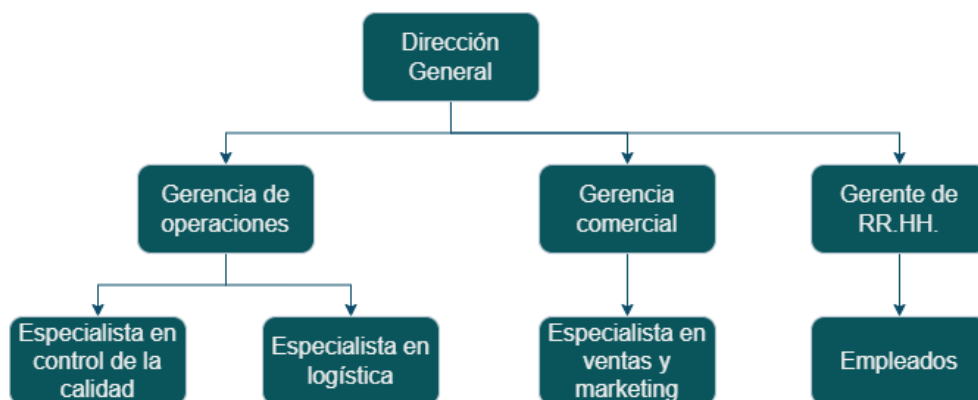 Dirección
General
Gerencia de
operaciones
Gerencia
comercial
Gerente de
RR.HH.
Especialista en
control de la
calidad
Especialista en
logística
Especialista en
ventas y
marketing
Empleados